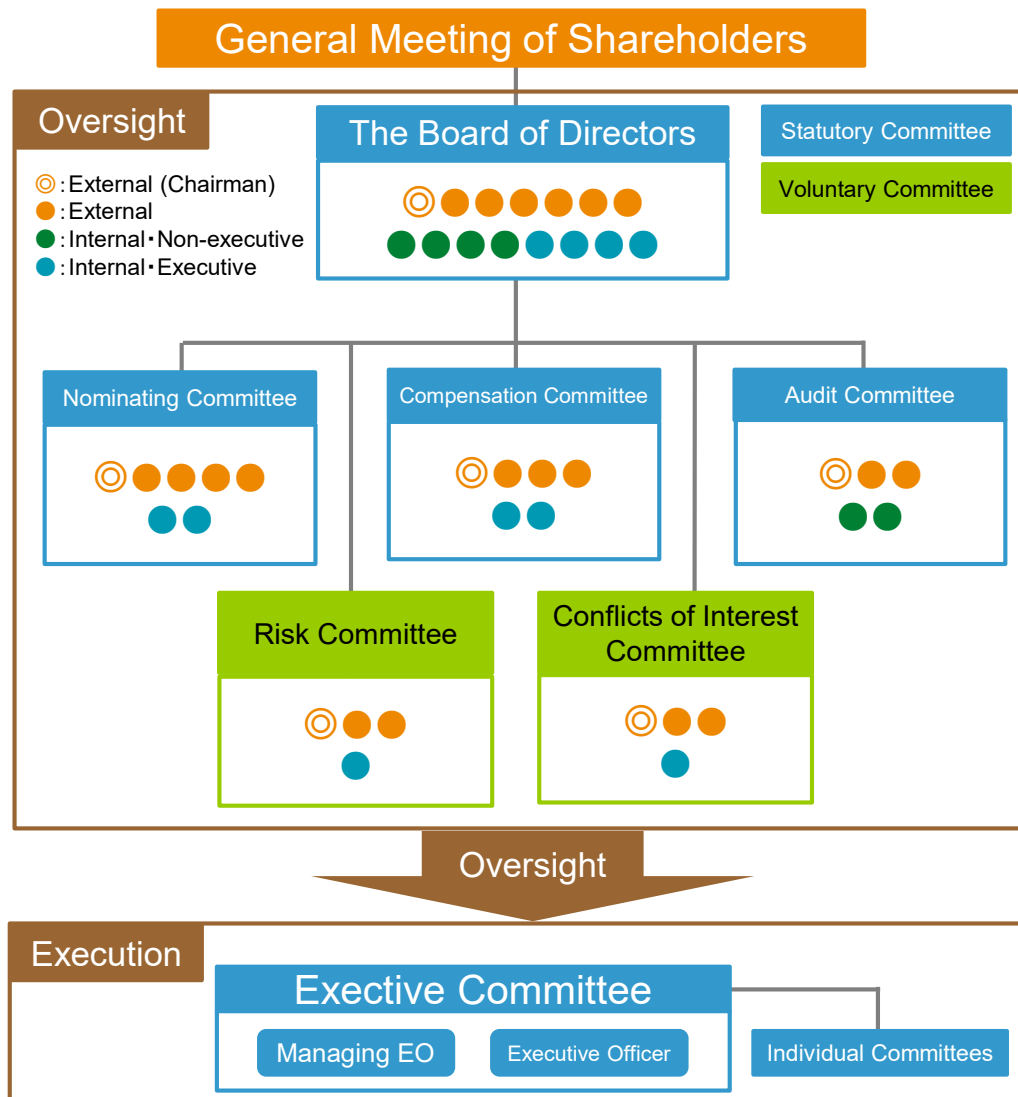 General Meeting of Shareholders
Oversight
The Board of Directors
Statutory Committee
Voluntary Committee
: External (Chairman)
: External
: Internal・Non-executive
: Internal・Executive
Nominating Committee
Compensation Committee
Audit Committee
Risk Committee
Conflicts of Interest
Committee
Oversight
Execution
Exective Committee
Managing EO
Executive Officer
Individual Committees